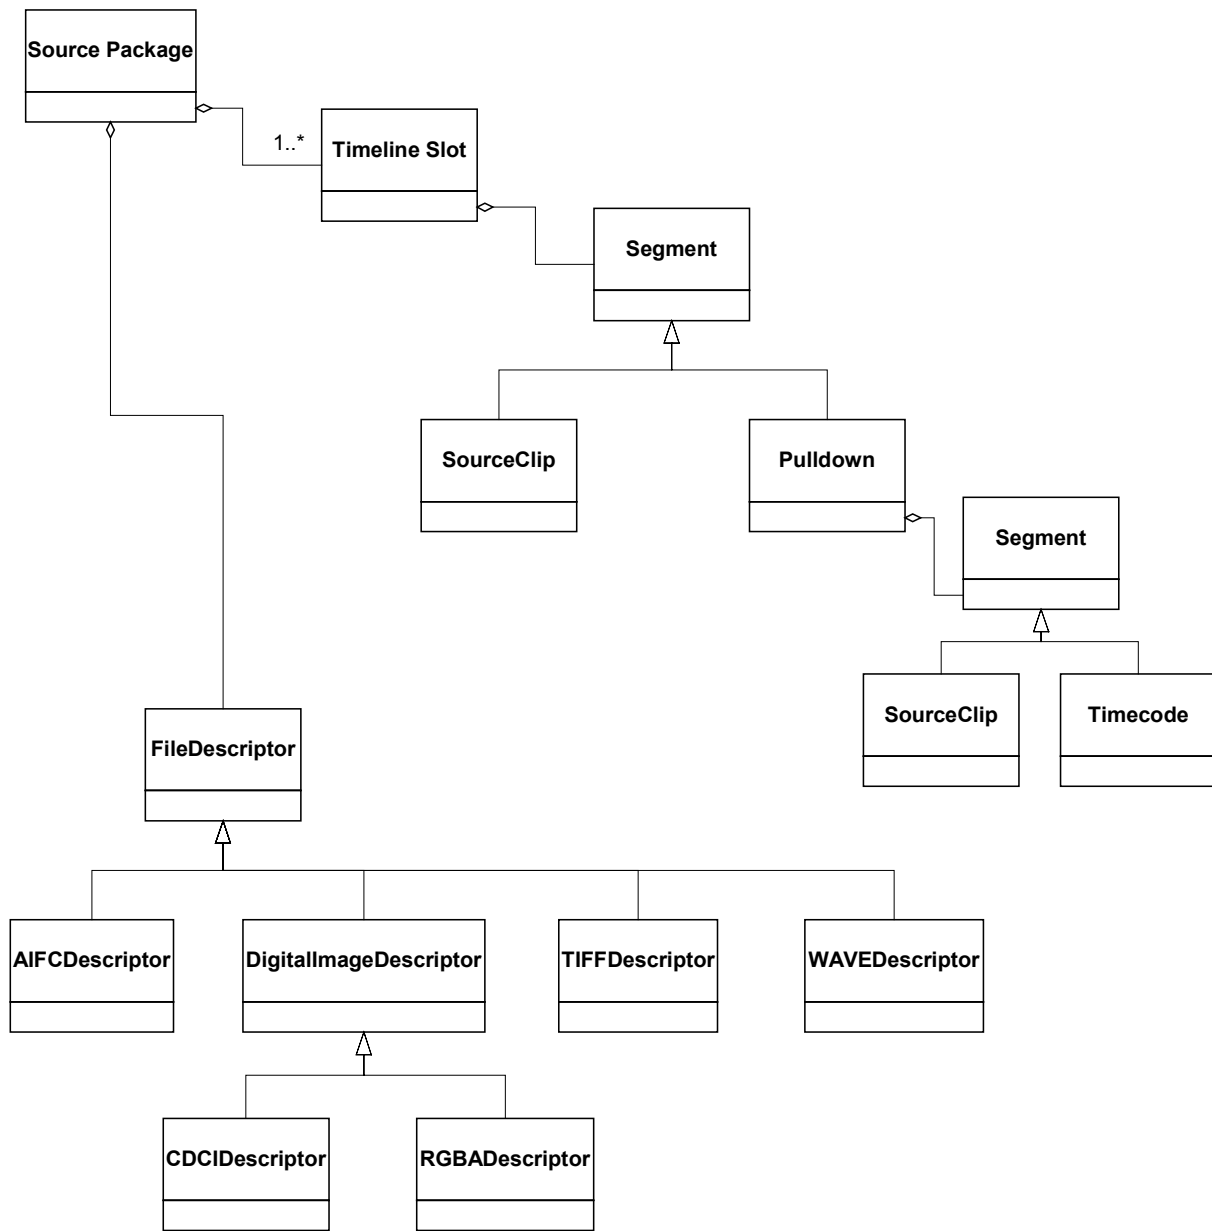 Source Package
1..*
Timeline Slot
Segment
SourceClip
Pulldown
Segment
SourceClip
Timecode
FileDescriptor
AIFCDescriptor
DigitalImageDescriptor
TIFFDescriptor
WAVEDescriptor
CDCIDescriptor
RGBADescriptor